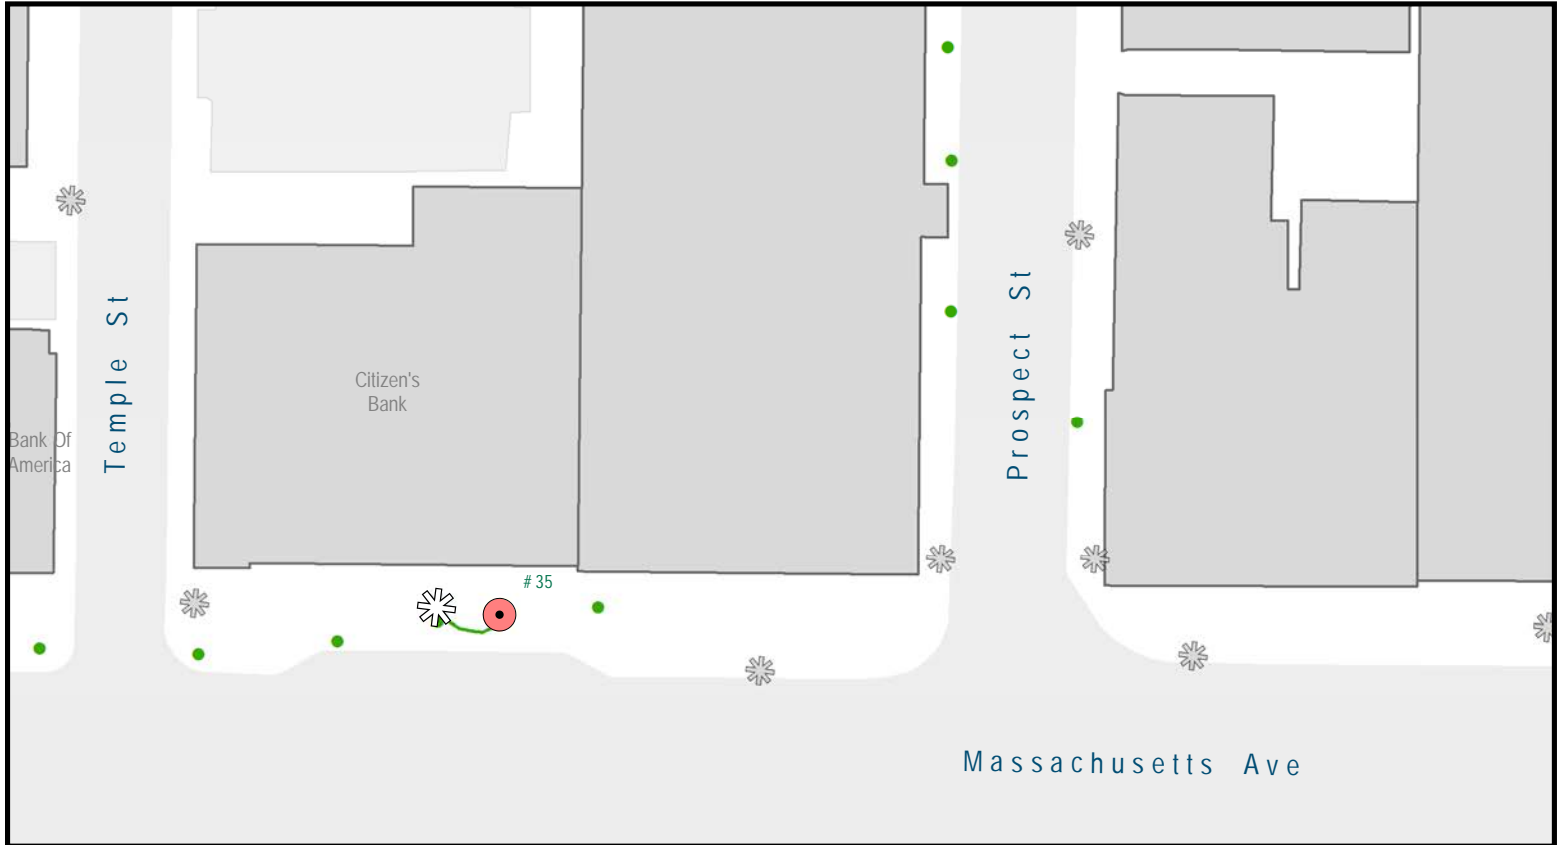 Temple St
Prospect St
Citizen's
Bank
Bank Of
America
# 35
Massachusetts Ave